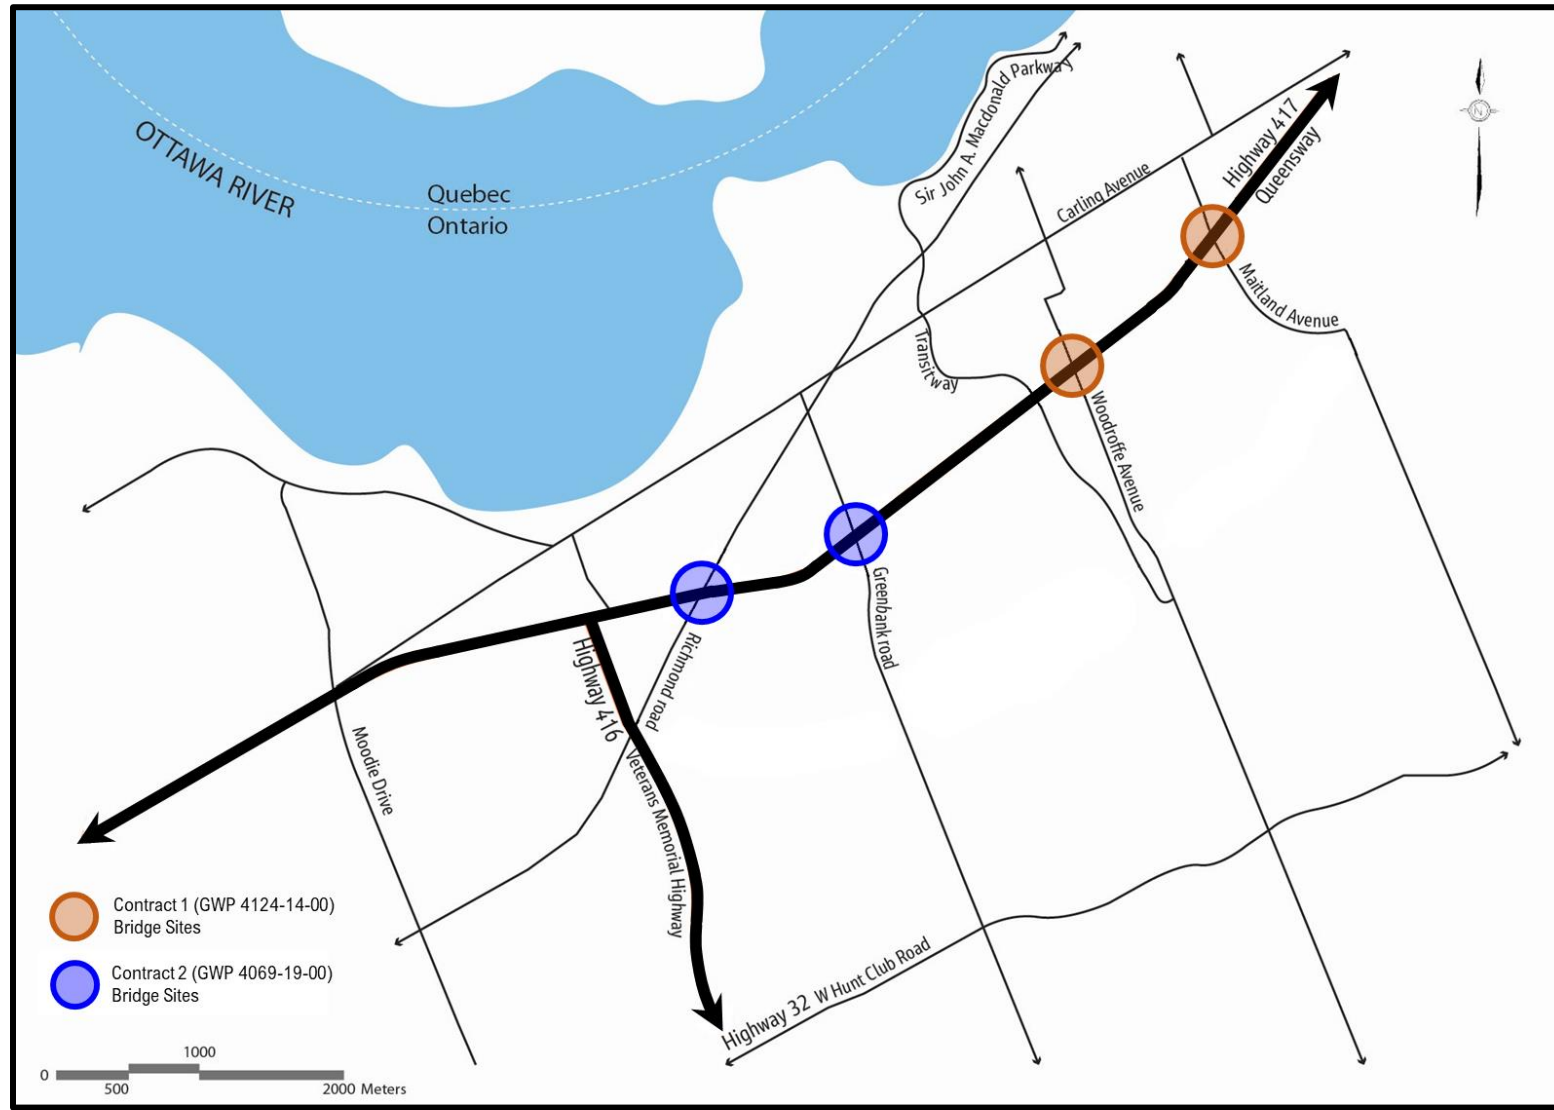 OTTAWA RIVER
Quebec
Ontario
Sir John A. Macdonald Parkway
Carling Avenue
Highway 417
Queensway
N
Maitland Avenue
Transitway
Woodroffe Avenue
Greenbank road
Richmond road
Highway 416
Veterans Memorial Highway
Moodie Drive
Highway 32 W Hunt Club Road
Contract 1 (GWP 4124-14-00)
Bridge Sites
Contract 2 (GWP 4069-19-00)
Bridge Sites
1000
0
500
2000 Meters